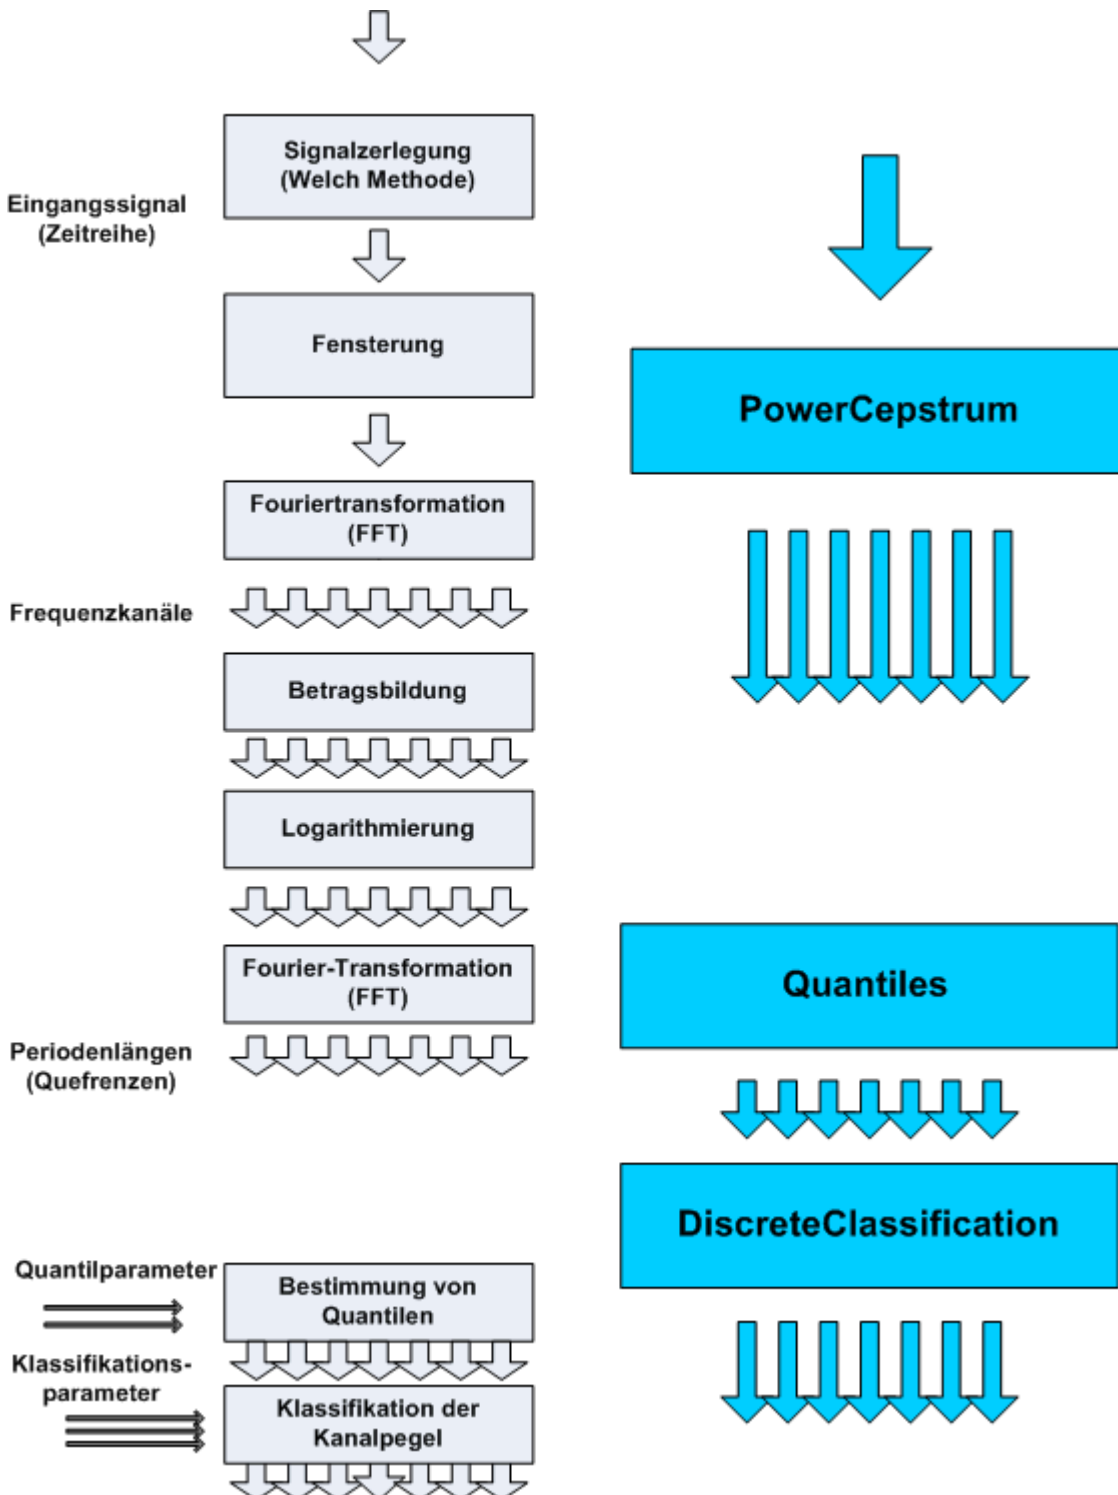 Signalzerlegung
(Welch Methode)
Eingangssignal
(Zeitreihe)
Fensterung
PowerCepstrum
Fouriertransformation
(FFT)
Frequenzkanäle
Betragsbildung
Logarithmierung
Fourier-Transformation
(FFT)
Quantiles
Periodenlängen
(Quefrenzen)
DiscreteClassification
Quantilparameter
Bestimmung von
Quantilen
Klassifikations-
parameter
Klassifikation der
Kanalpegel